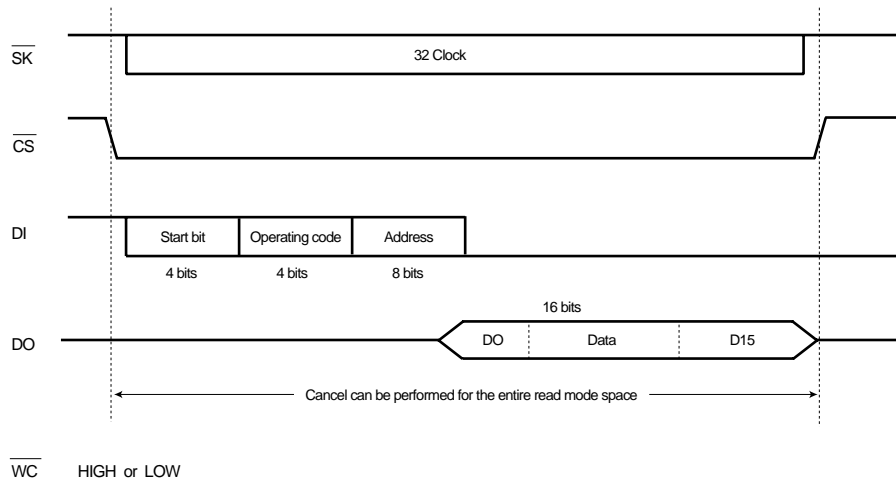 SK
32 Clock
CS
DI
Start bit
Operating code
Address
4 bits
4 bits
8 bits
16 bits
DO
DO
Data
D15
Cancel can be performed for the entire read mode space
WC HIGH or LOW